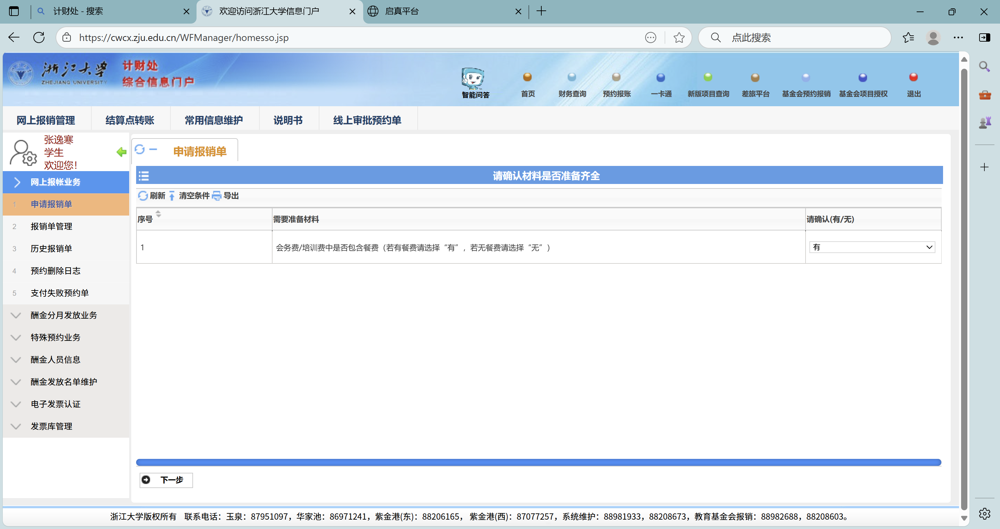 计财处 - 搜索
欢迎访问浙江大学信息门户
启真平台
https://cwcx.zju.edu.cn/WFManager/homesso.jsp
点此搜索
浙江大学
ZHEJIANG UNIVERSITY
计财处
综合信息门户
智能问答
首页
财务查询
预约报账
一卡通
新版项目查询
差旅平台
基金会预约报销
基金会项目授权
退出
网上报销管理
结算点转账
常用信息维护
说明书
线上审批预约单
张逸寒
学生
欢迎您!
网上报帐业务
1 申请报销单
2 报销单管理
3 历史报销单
4 预约删除日志
5 支付失败预约单
酬金分月发放业务
特殊预约业务
酬金人员信息
酬金发放名单维护
电子发票认证
发票库管理
申请报销单
请确认材料是否准备齐全
刷新 清空条件 导出
序号 需要准备材料 请确认(有/无)
1 会务费/培训费中是否包含餐费（若有餐费请选择“有”，若无餐费请选择“无”） 有
下一步
浙江大学版权所有 联系电话：玉泉：87951097，华家池：86971241，紫金港(东)：88206165， 紫金港(西)：87077257，系统维护：88981933，88208673，教育基金会报销：88982688，88208603。